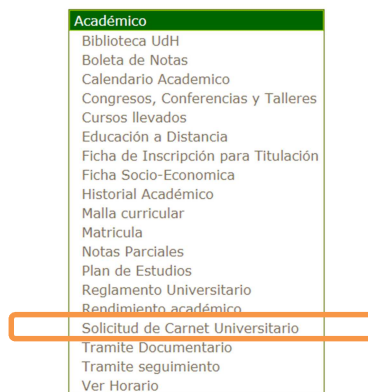 Académico
Biblioteca UdH
Boleta de Notas
Calendario Academico
Congresos, Conferencias y Talleres
Cursos llevados
Educación a Distancia
Ficha de Inscripción para Titulación
Ficha Socio-Economica
Historial Académico
Malla curricular
Matricula
Notas Parciales
Plan de Estudios
Reglamento Universitario
Rendimiento académico
Solicitud de Carnet Universitario
Tramite Documentario
Tramite seguimiento
Ver Horario